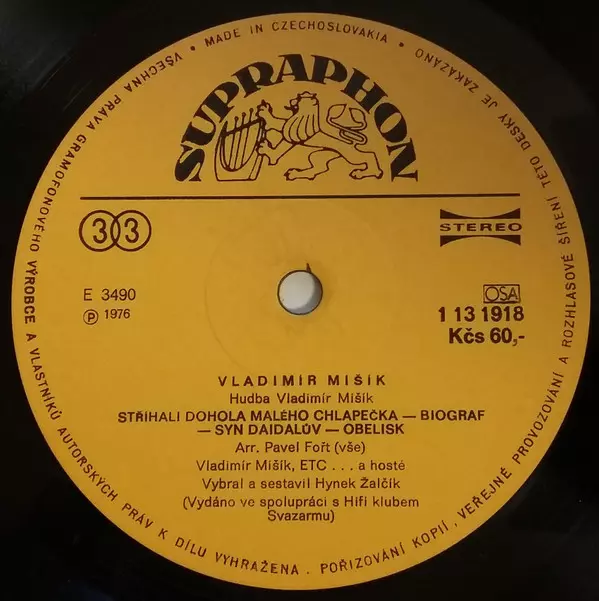 • MADE IN CZECHOSLOVAKIA •
VŠECHNA PRÁVA GRAMOFONOVÉHO VÝROBCE A VLASTNÍKŮ AUTORSKÝCH PRÁV K DÍLU VYHRAŽENA. POŘIZOVÁNÍ KOPIÍ, VEŘEJNÉ PROVOZOVÁNÍ A ROZHLASOVÉ ŠÍŘENÍ TÉTO DESKY JE ZAKÁZÁNO
SUPRAPHON
33
STEREO
E 3490
Ⓟ 1976
OSA
1 13 1918
Kčs 60,-
VLADIMÍR MIŠÍK
Hudba Vladimír Mišík
STŘÍHALI DOHOLA MALÉHO CHLAPEČKA — BIOGRAF
— SYN DAIDALŮV — OBELISK
Arr. Pavel Fořt (vše)
Vladimír Mišík, ETC . . . a hosté
Vybral a sestavil Hynek Žalčík
(Vydáno ve spolupráci s Hifi klubem
Svazarmu)